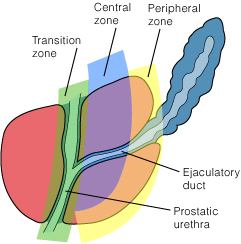 Central
zone
Peripheral
zone
Transition
zone
Ejaculatory
duct
Prostatic
urethra